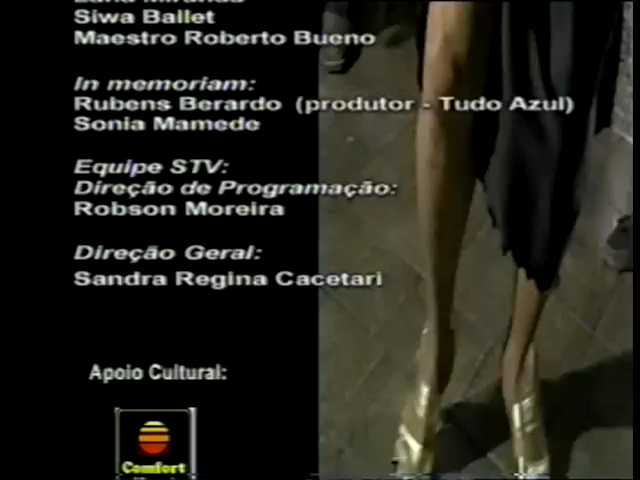 Siwa Ballet
Maestro Roberto Bueno
In memoriam:
Rubens Berardo (produtor - Tudo Azul)
Sonia Mamede
Equipe STV:
Direção de Programação:
Robson Moreira
Direção Geral:
Sandra Regina Cacetari
Apoio Cultural:
Comfort